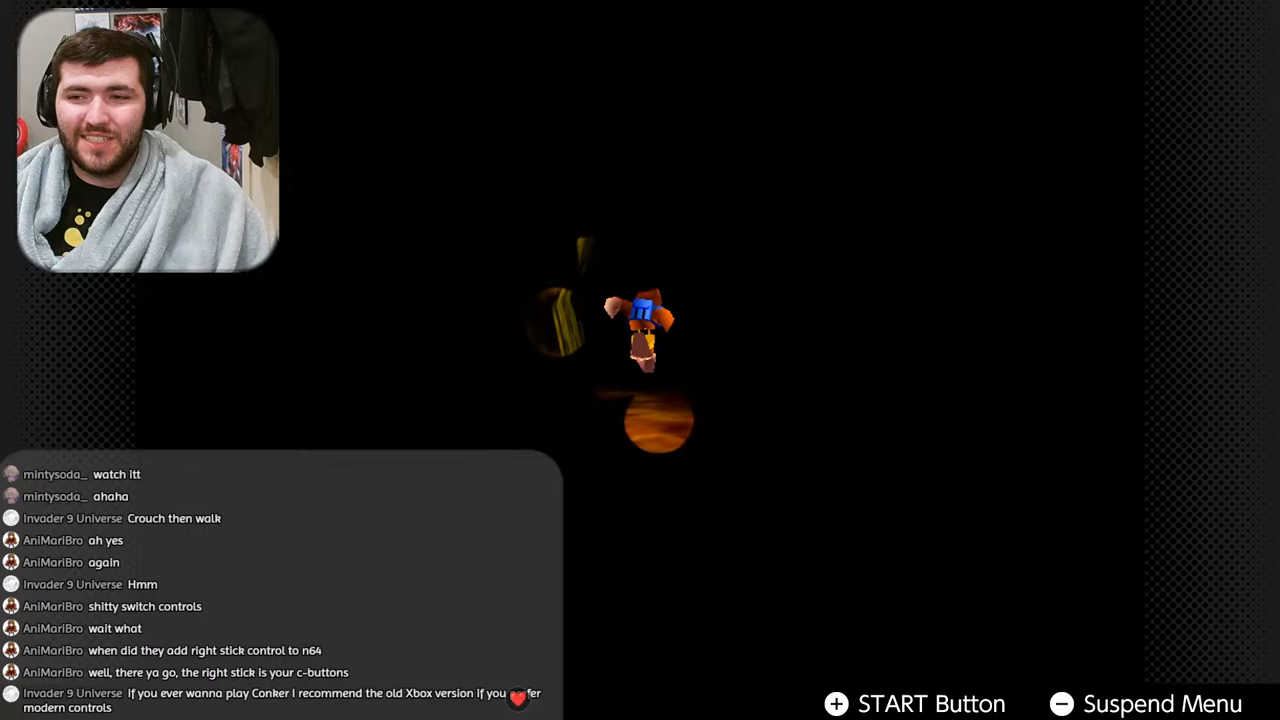 mintysoda_ watch itt
mintysoda_ ahaha
Invader 9 Universe Crouch then walk
AniMariBro ah yes
AniMariBro again
Invader 9 Universe Hmm
AniMariBro shitty switch controls
AniMariBro wait what
AniMariBro when did they add right stick control to n64
AniMariBro well, there ya go, the right stick is your c-buttons
Invader 9 Universe If you ever wanna play Conker I recommend the old Xbox version if you
modern controls
START Button
Suspend Menu